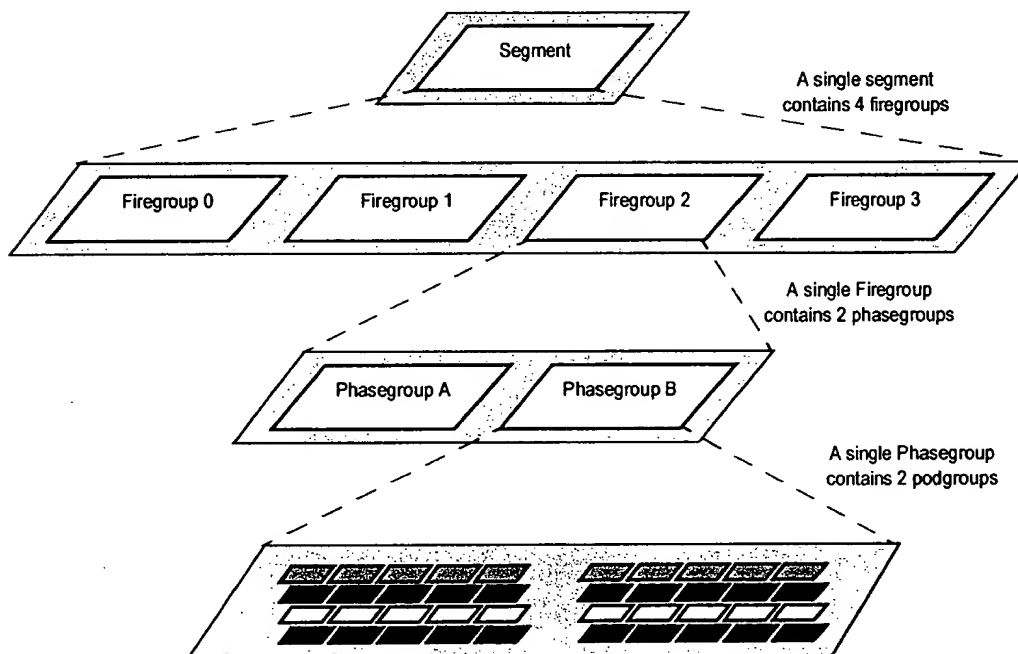 Segment
A single segment
contains 4 firegroups
Firegroup 0
Firegroup 1
Firegroup 2
Firegroup 3
A single Firegroup
contains 2 phasegroups
Phasegroup A
Phasegroup B
A single Phasegroup
contains 2 podgroups